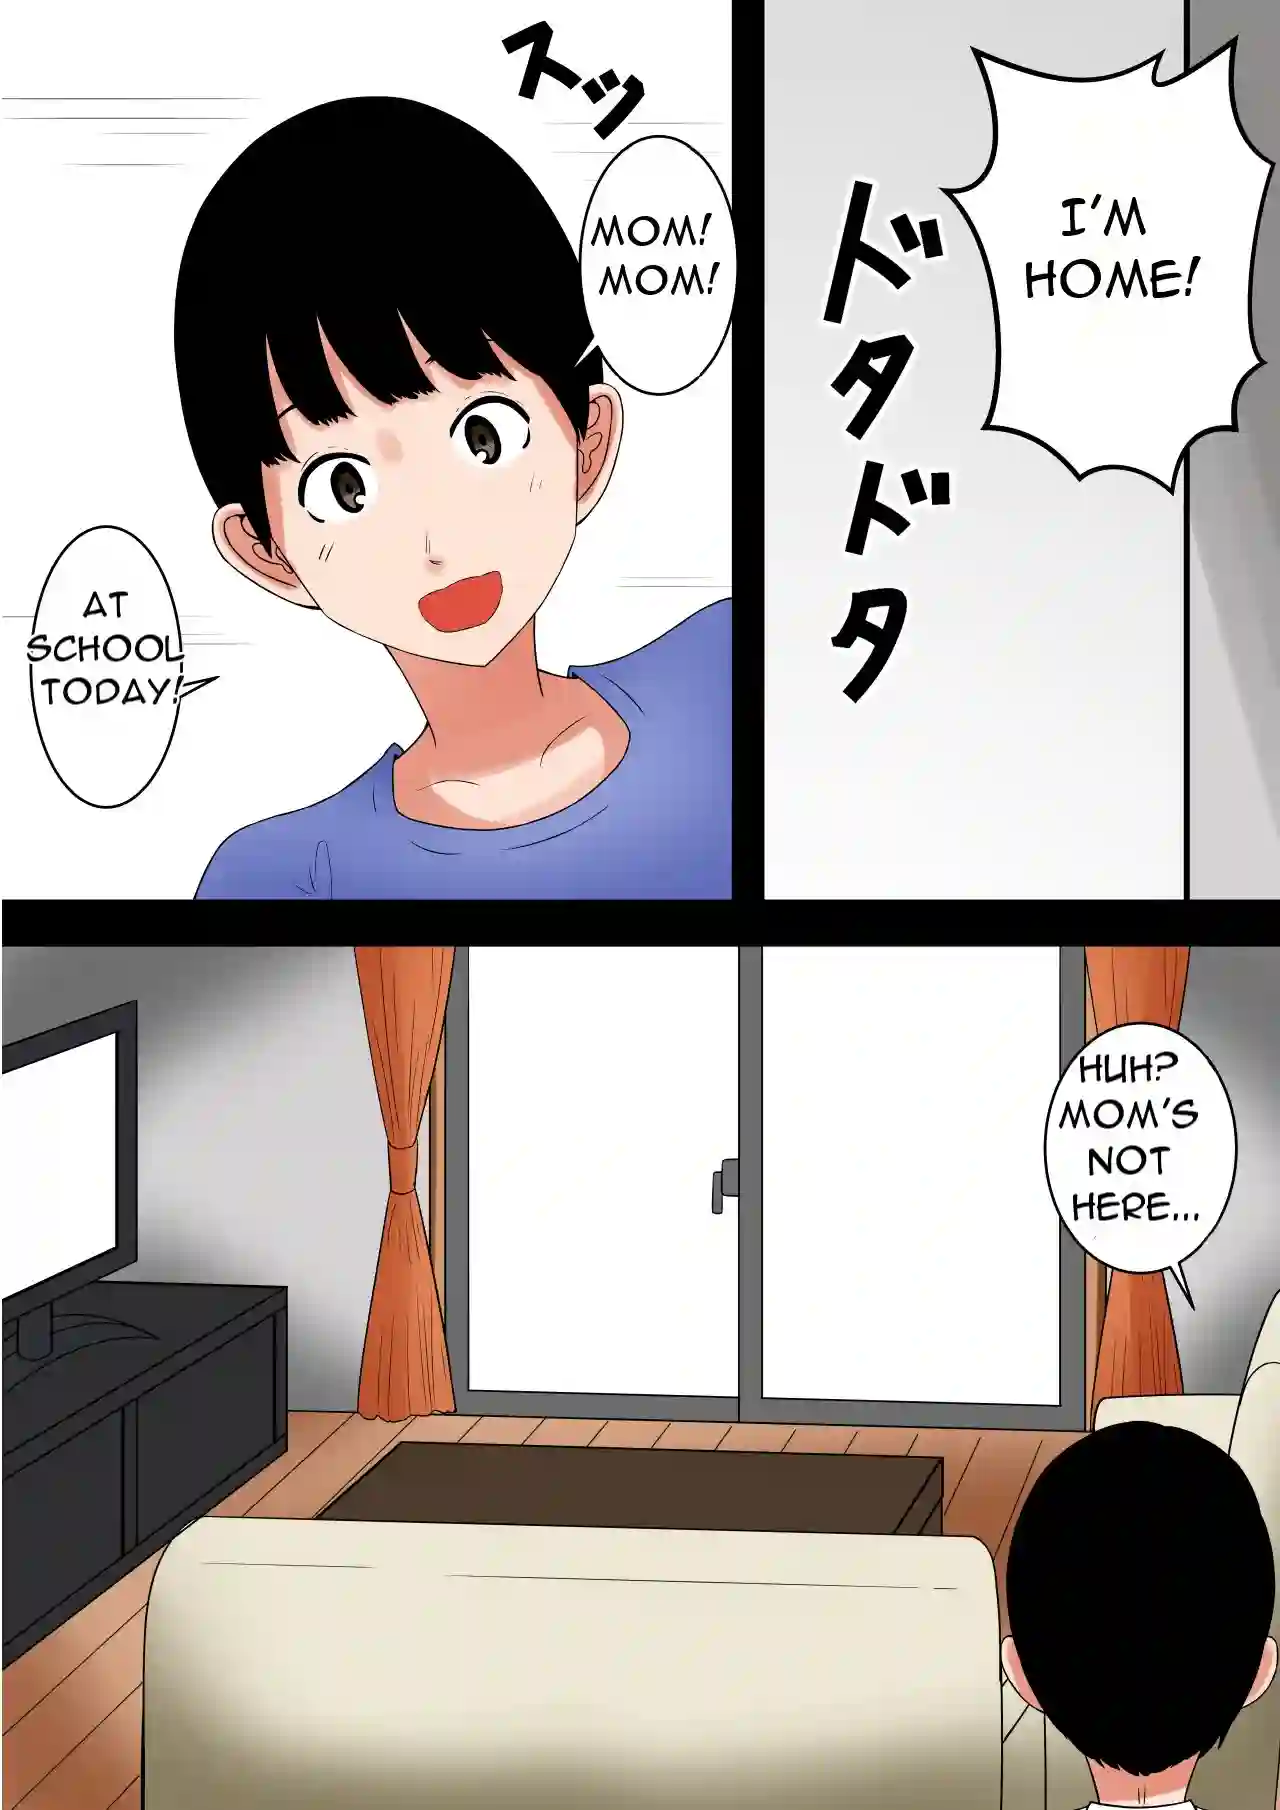 I'M
HOME!
ドタドタ
スッ
MOM!
MOM!
AT
SCHOOL
TODAY!
HUH?
MOM'S
NOT
HERE...